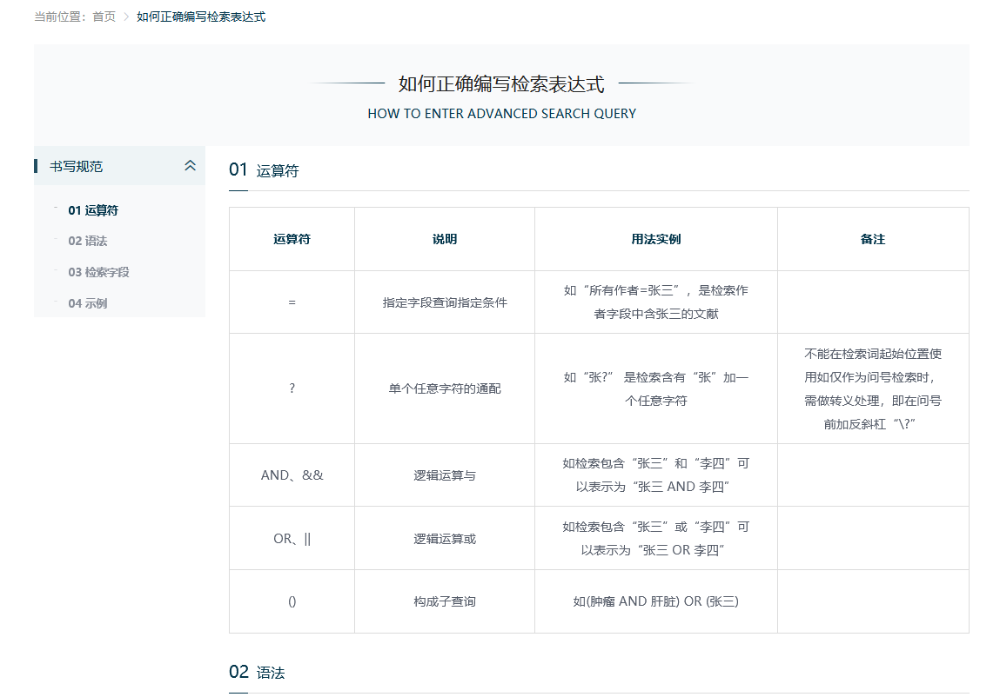 当前位置：首页 > 如何正确编写检索表达式
如何正确编写检索表达式
HOW TO ENTER ADVANCED SEARCH QUERY
书写规范
01 运算符
02 语法
03 检索字段
04 示例
01 运算符
运算符 说明 用法实例 备注
= 指定字段查询指定条件
如“所有作者=张三”，是检索作
者字段中含张三的文献
? 单个任意字符的通配
如“张?” 是检索含有“张”加一
个任意字符
不能在检索词起始位置使
用如仅作为问号检索时，
需做转义处理，即在问号
前加反斜杠“\?”
AND、&& 逻辑运算与
如检索包含“张三”和“李四”可
以表示为“张三 AND 李四”
OR、|| 逻辑运算或
如检索包含“张三”或“李四”可
以表示为“张三 OR 李四”
() 构成子查询 如(肿瘤 AND 肝脏) OR (张三)
02 语法